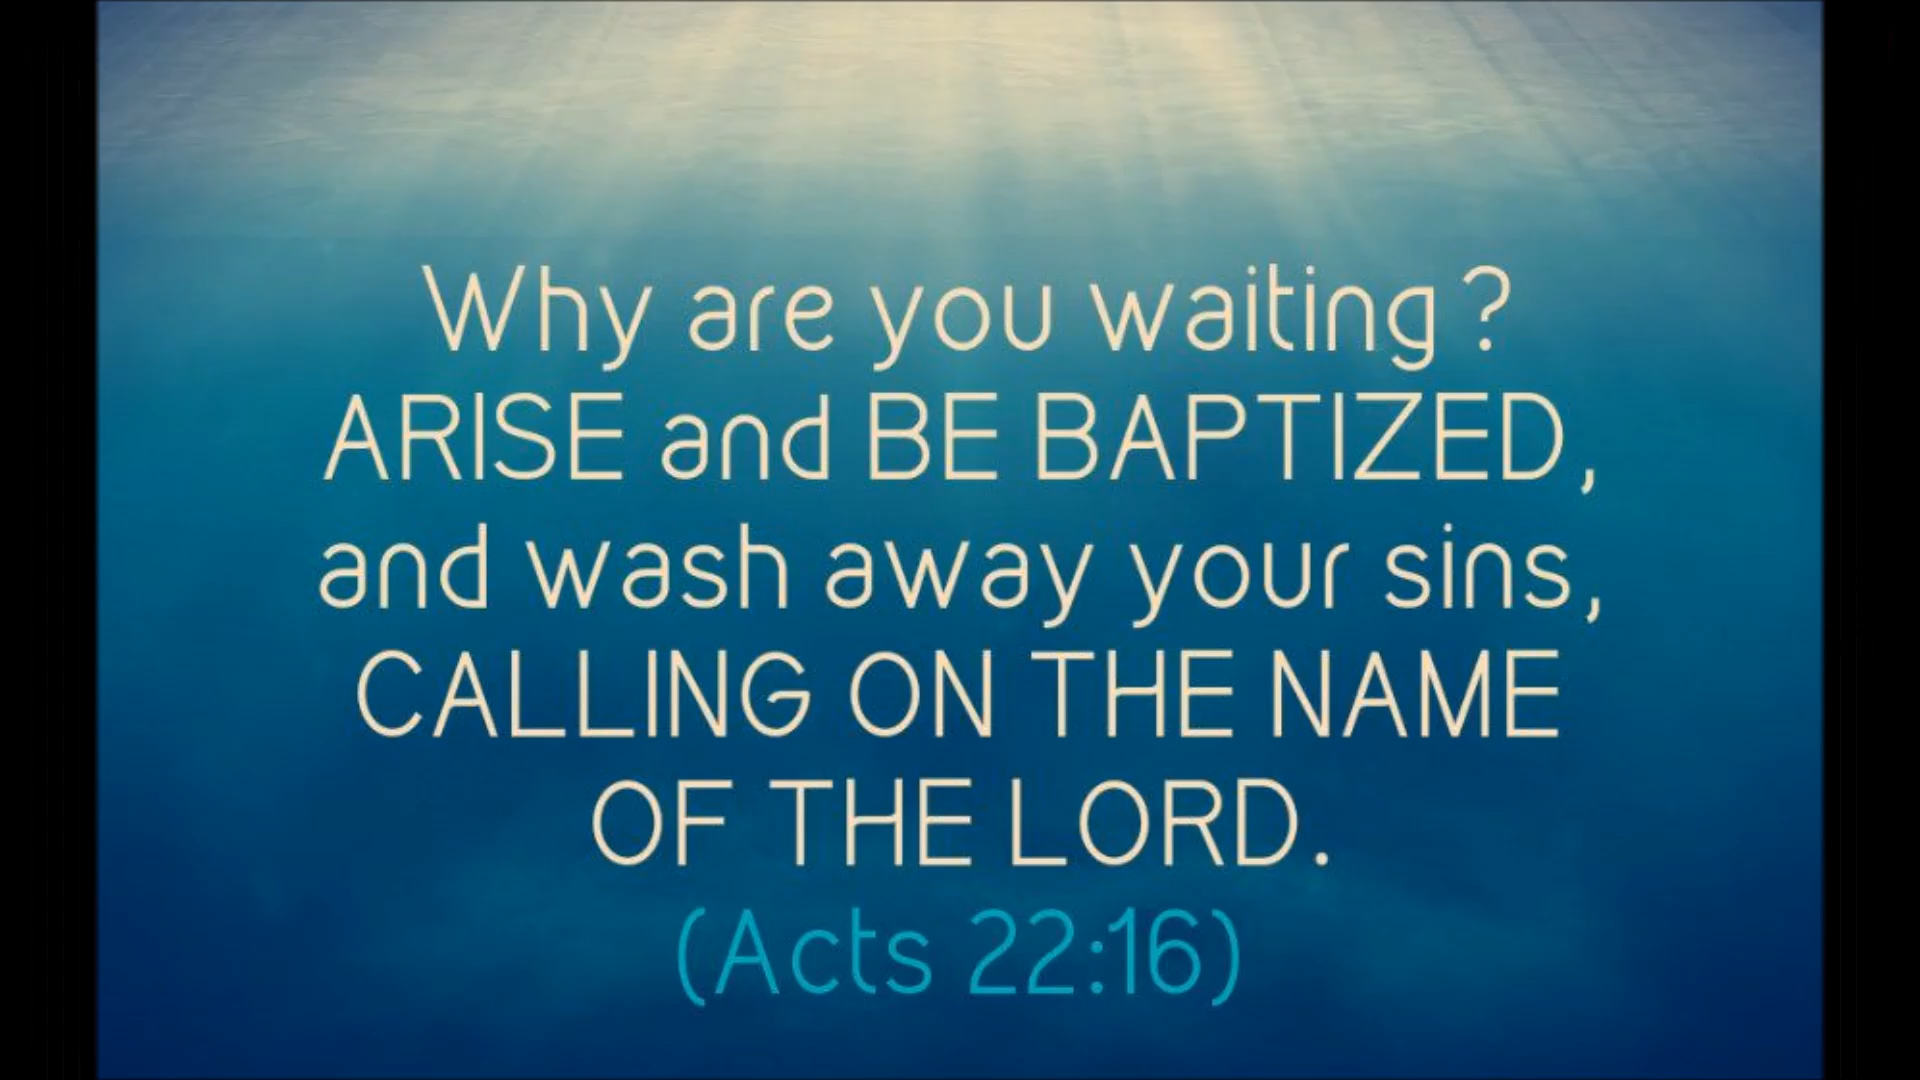 Why are you waiting?
ARISE and BE BAPTIZED,
and wash away your sins,
CALLING ON THE NAME
OF THE LORD.
(Acts 22:16)